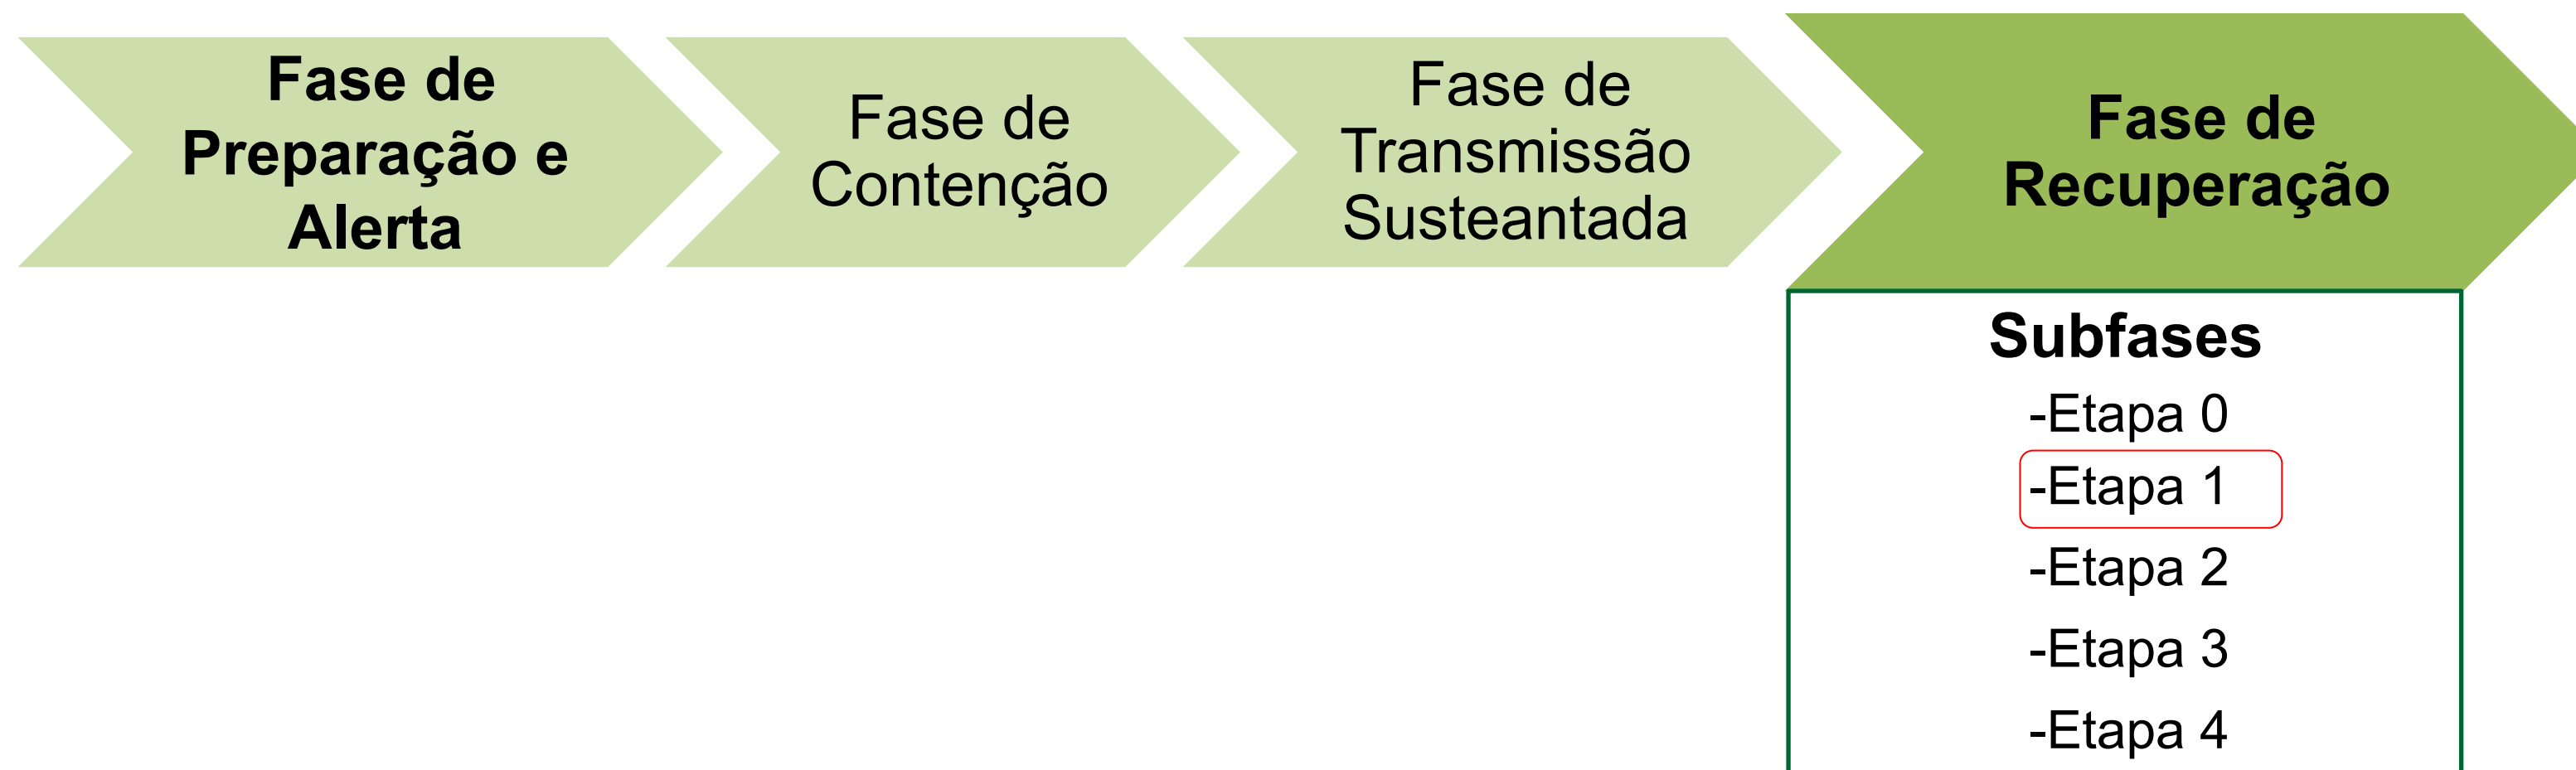 Fase de
Preparação e
Alerta
Fase de
Contenção
Fase de
Transmissão
Susteantada
Fase de
Recuperação
Subfases
-Etapa 0
-Etapa 1
-Etapa 2
-Etapa 3
-Etapa 4